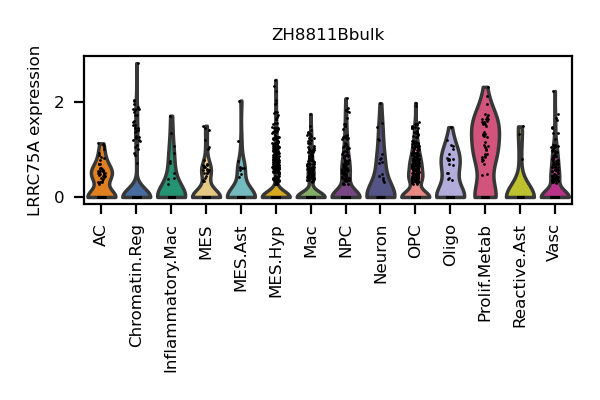 ZH8811Bbulk
LRRC75A expression
2
0
AC
Chromatin.Reg
Inflammatory.Mac
MES
MES.Ast
MES.Hyp
Mac
NPC
Neuron
OPC
Oligo
Prolif.Metab
Reactive.Ast
Vasc